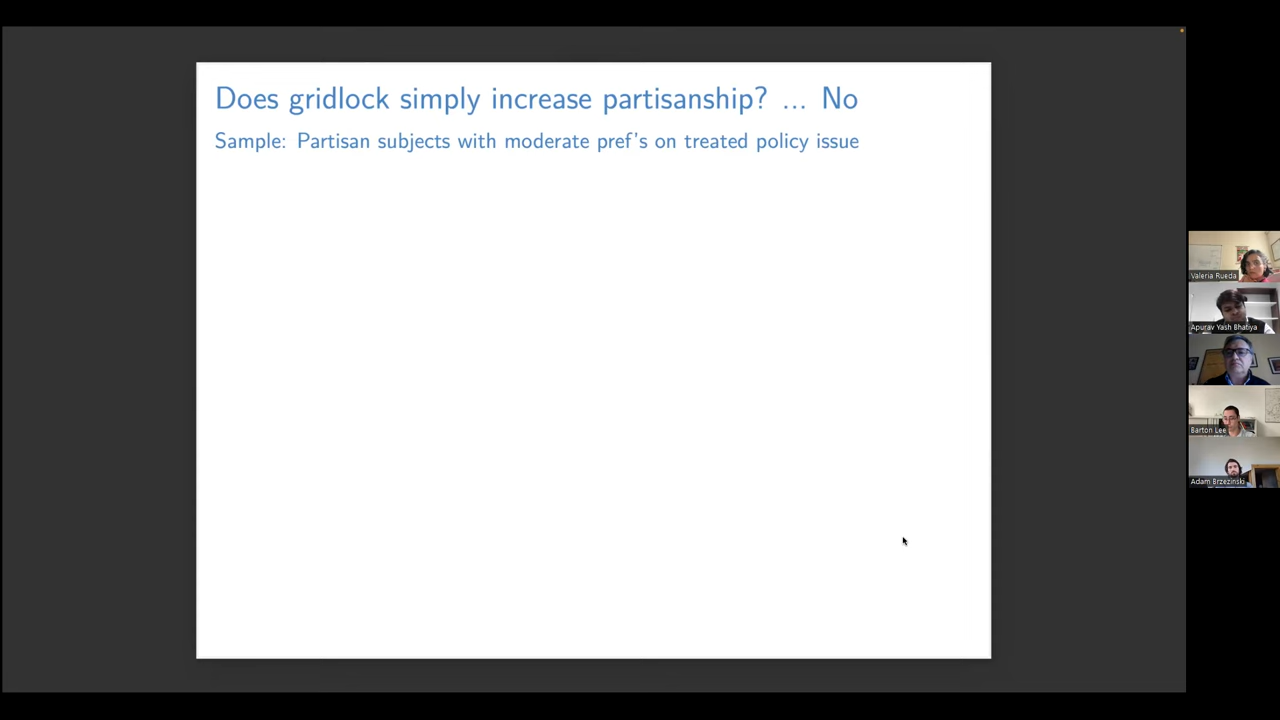 Does gridlock simply increase partisanship? ... No
Sample: Partisan subjects with moderate pref's on treated policy issue
Valeria Rueda
Apurav Yash Bhatiya
Barton Lee
Adam Brzezinski